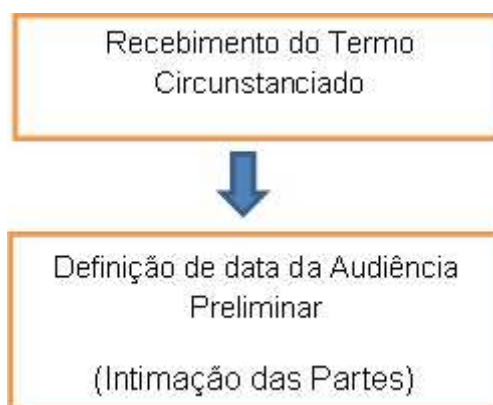 Recebimento do Termo
Circunstanciado
Definição de data da Audiência
Preliminar
(Intimação das Partes)